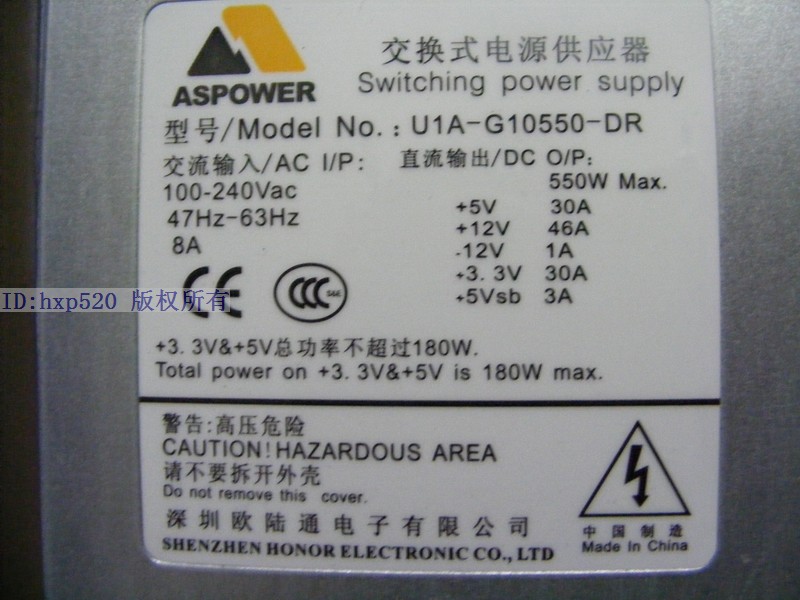 ASPOWER
交换式电源供应器
Switching power supply
型号/Model No.: U1A-G10550-DR
交流输入/AC I/P:
100-240Vac
47Hz-63Hz
8A
直流输出/DC O/P:
550W Max.
+5V 30A
+12V 46A
-12V 1A
+3.3V 30A
+5Vsb 3A
CE
CCC S&E
ID:hxp520 版权所有
+3.3V&+5V总功率不超过180W.
Total power on +3.3V&+5V is 180W max.
警告:高压危险
CAUTION!HAZARDOUS AREA
请不要拆开外壳
Do not remove this cover.
深圳欧陆通电子有限公司
SHENZHEN HONOR ELECTRONIC CO., LTD
中国制造
Made In China